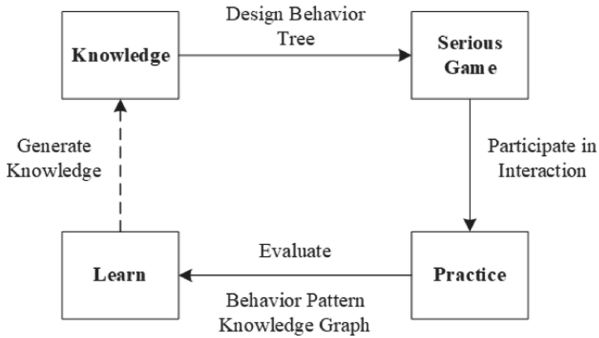 Design Behavior
Tree
Knowledge
Serious
Game
Generate
Knowledge
Participate in
Interaction
Evaluate
Learn
Practice
Behavior Pattern
Knowledge Graph